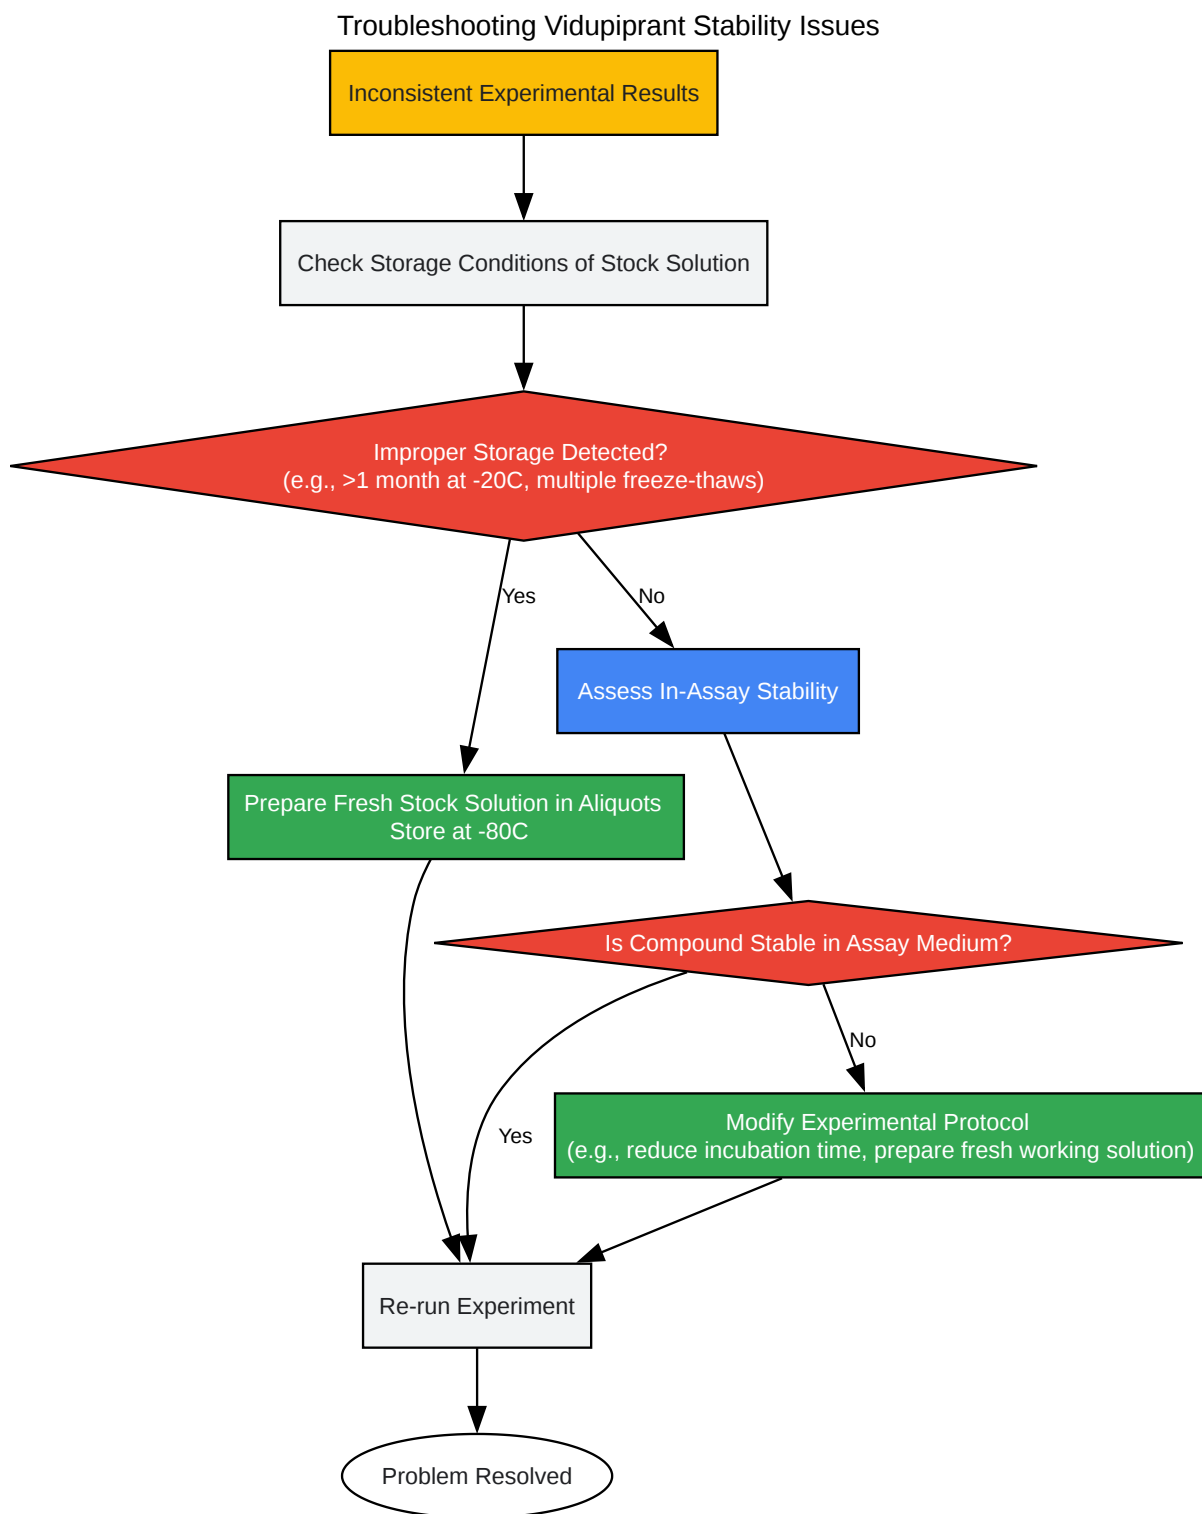 Troubleshooting Vidupiprant Stability Issues
Inconsistent Experimental Results
Check Storage Conditions of Stock Solution
Improper Storage Detected?
(e.g., >1 month at -20C, multiple freeze-thaws)
Yes
No
Assess In-Assay Stability
Prepare Fresh Stock Solution in Aliquots
Store at -80C
Is Compound Stable in Assay Medium?
No
Modify Experimental Protocol
(e.g., reduce incubation time, prepare fresh working solution)
Yes
Re-run Experiment
Problem Resolved